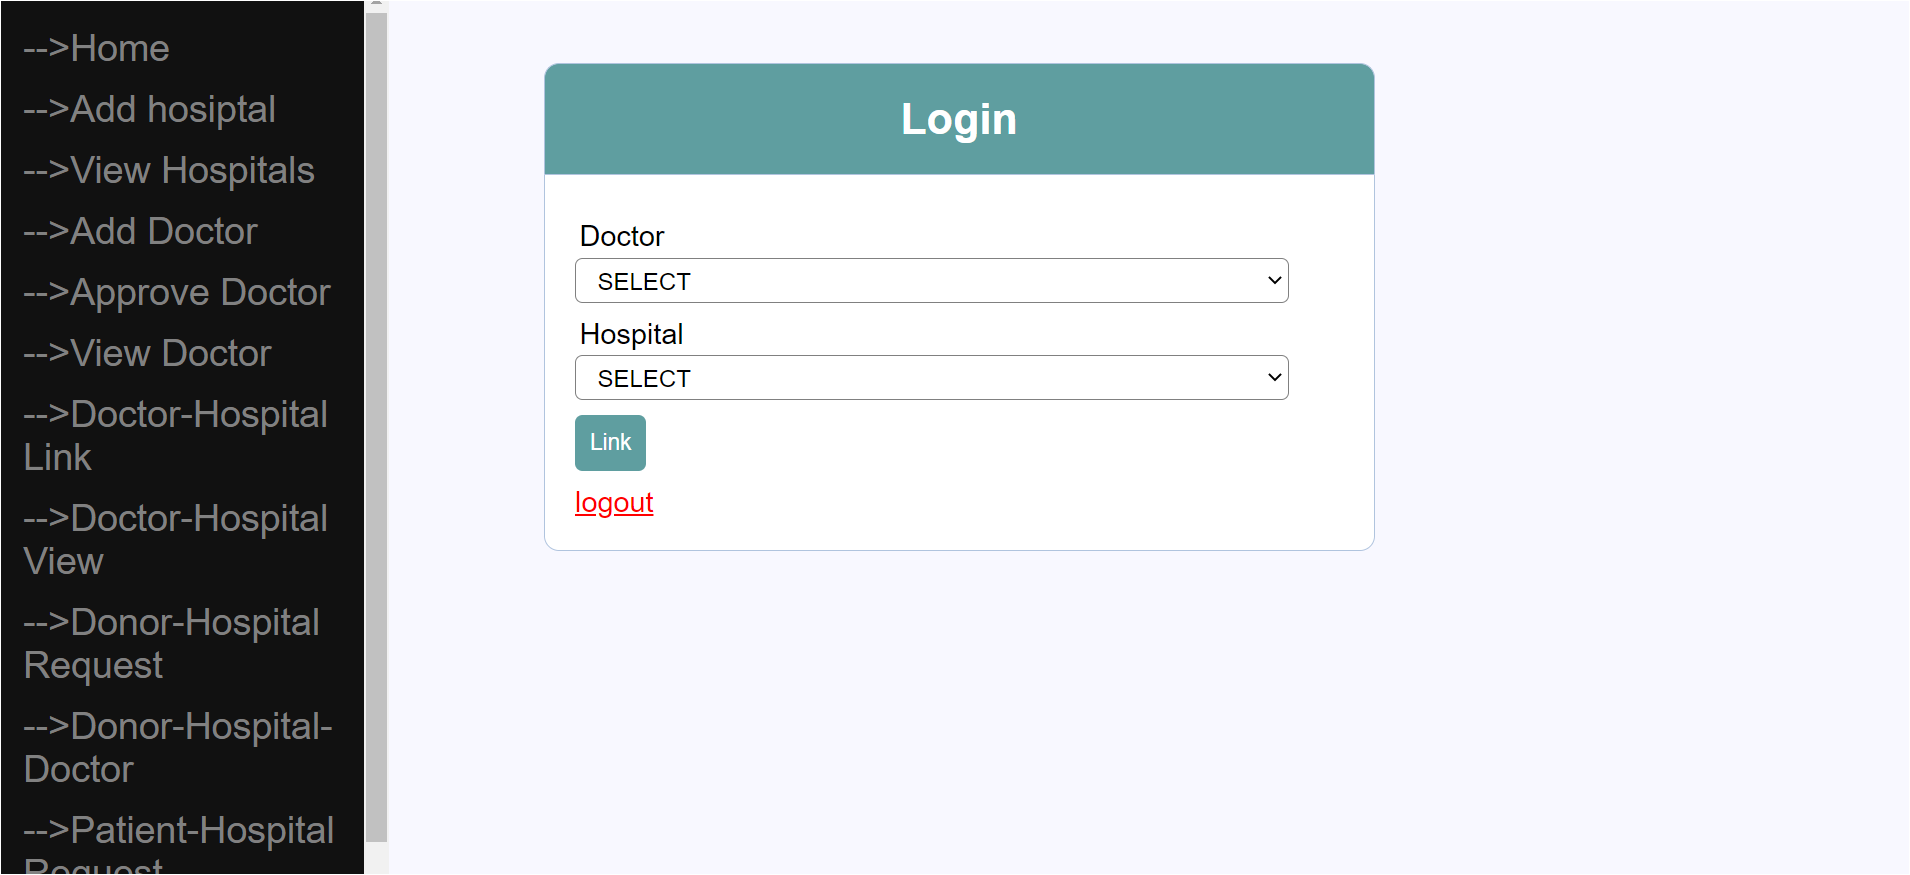 -->Home
-->Add hosiptal
-->View Hospitals
-->Add Doctor
-->Approve Doctor
-->View Doctor
-->Doctor-Hospital
Link
-->Doctor-Hospital
View
-->Donor-Hospital
Request
-->Donor-Hospital-
Doctor
-->Patient-Hospital
Request
Login
Doctor
SELECT
Hospital
SELECT
Link
logout